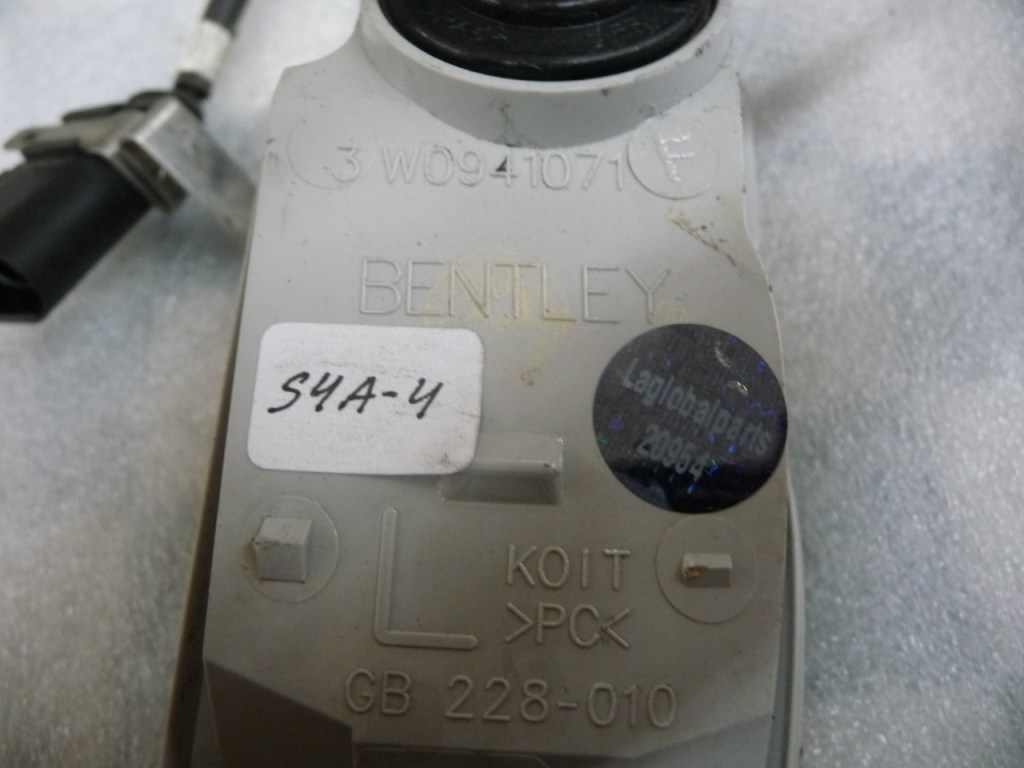 3 W0941071 F
BENTLEY
S4A-4
Laglobalparts
20964
L
KOIT
>PC<
GB 228-010